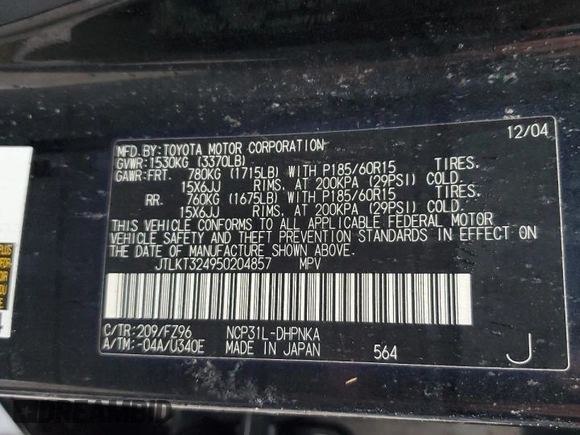 12/04
MFD.BY:TOYOTA MOTOR CORPORATION
GVWR:1530KG (3370LB)
GAWR:FRT. 780KG (1715LB) WITH P185/60R15 TIRES.
15X6JJ RIMS, AT 200KPA (29PSI) COLD.
RR. 760KG (1675LB) WITH P185/60R15 TIRES.
15X6JJ RIMS, AT 200KPA (29PSI) COLD.
THIS VEHICLE CONFORMS TO ALL APPLICABLE FEDERAL MOTOR
VEHICLE SAFETY AND THEFT PREVENTION STANDARDS IN EFFECT ON
THE DATE OF MANUFACTURE SHOWN ABOVE.
JTLKT324950204857 MPV
C/TR:209/FZ96 NCP31L-DHPNKA
A/TM:-04A/U340E MADE IN JAPAN 564 J
DREAMBID